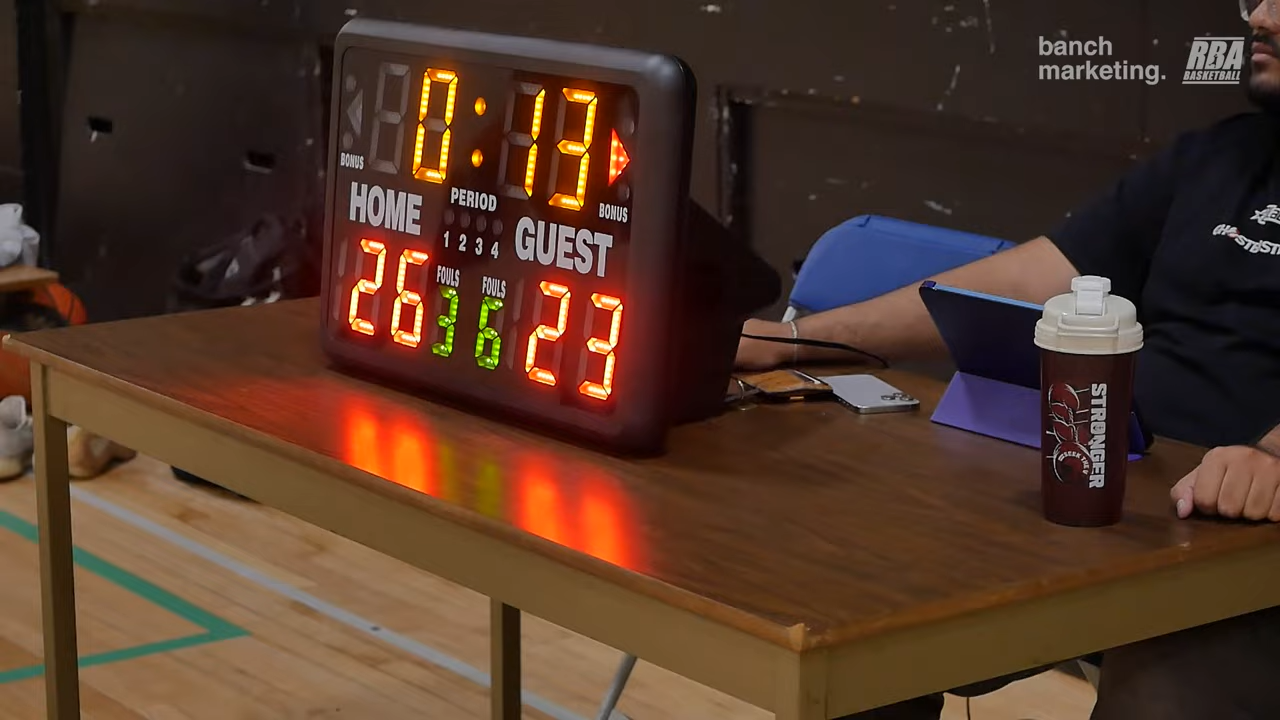 banch
marketing.
RBA
BASKETBALL
0:13
BONUS
BONUS
HOME
PERIOD
GUEST
1 2 3 4
FOULS
FOULS
26
3
6
23
STRONGER